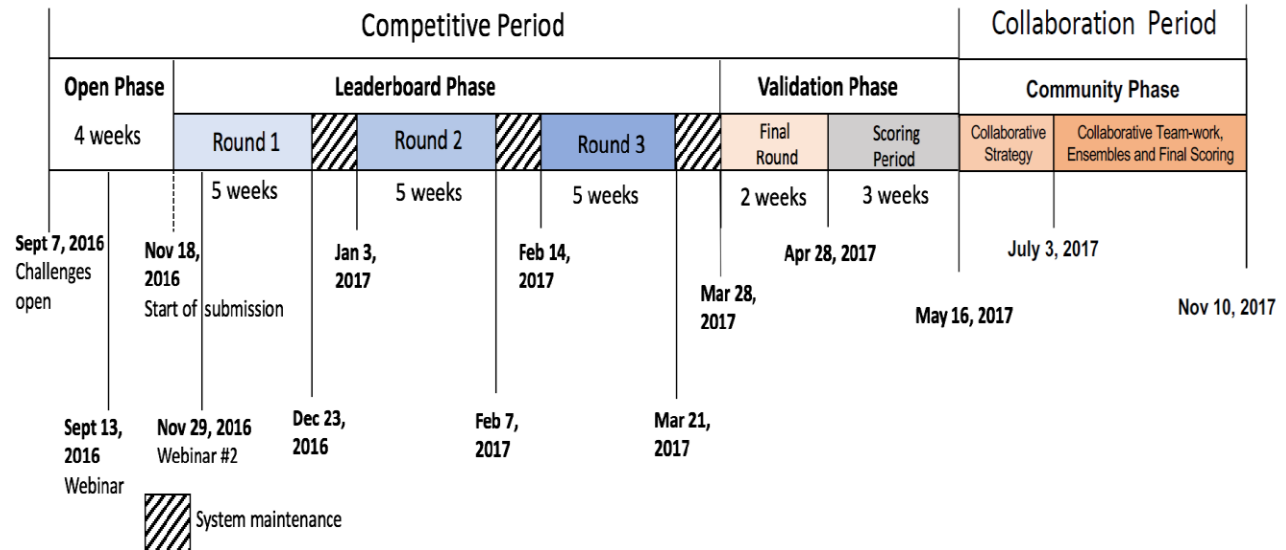 Competitive Period
Collaboration Period
Open Phase
4 weeks
Leaderboard Phase
Validation Phase
Community Phase
Round 1
Round 2
Round 3
Final
Round
Scoring
Period
Collaborative
Strategy
Collaborative Team-work,
Ensembles and Final Scoring
5 weeks
5 weeks
5 weeks
2 weeks
3 weeks
Sept 7, 2016
Challenges
open
Nov 18,
2016
Start of submission
Jan 3,
2017
Feb 14,
2017
Mar 28,
2017
Apr 28, 2017
May 16, 2017
July 3, 2017
Nov 10, 2017
Sept 13,
2016
Webinar
Nov 29, 2016
Webinar #2
Dec 23,
2016
Feb 7,
2017
Mar 21,
2017
System maintenance